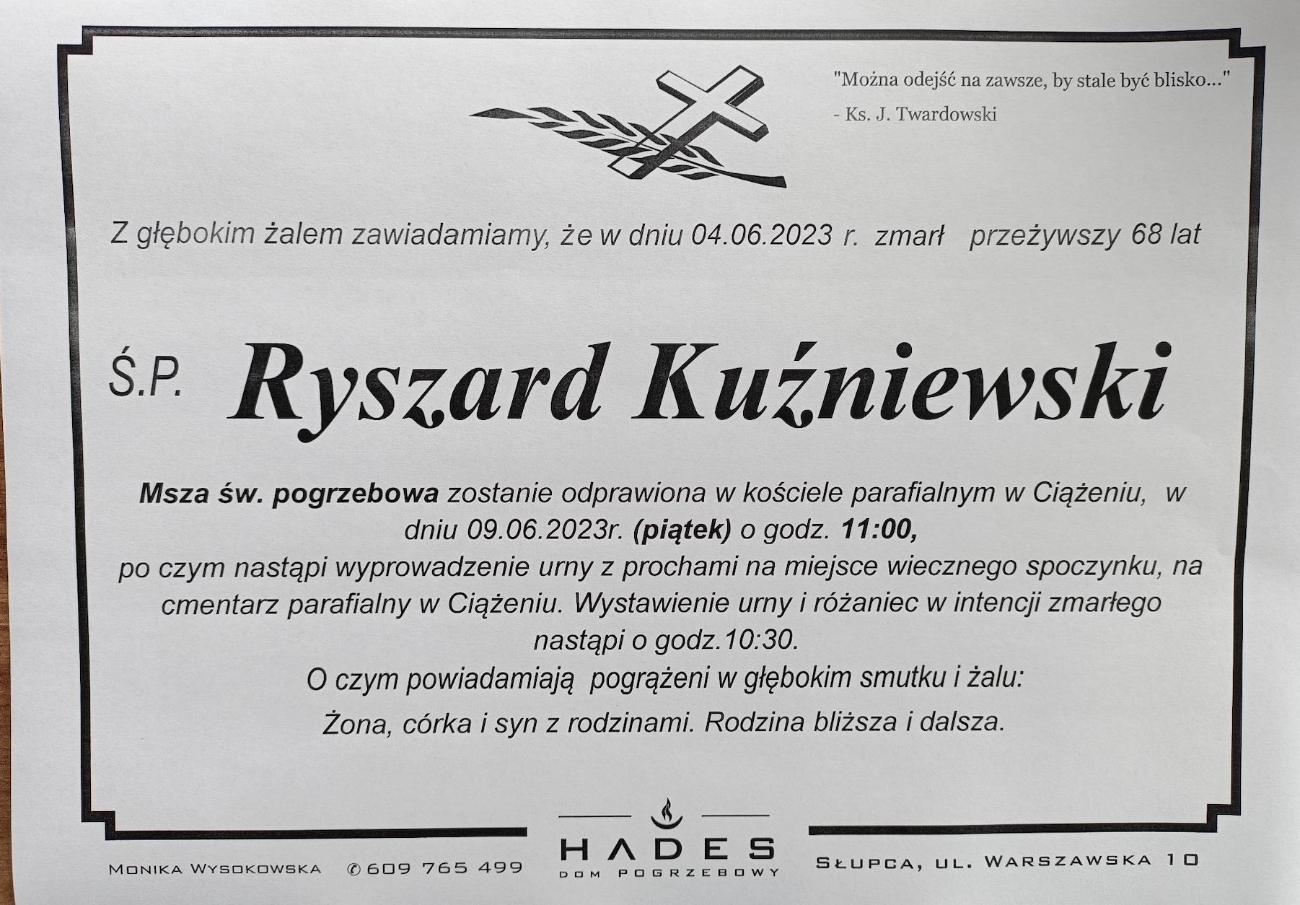 "Można odejść na zawsze, by stale być blisko..."
- Ks. J. Twardowski
Z głębokim żalem zawiadamiamy, że w dniu 04.06.2023 r. zmarł przeżywszy 68 lat
Ś.P. Ryszard Kuźniewski
Msza św. pogrzebowa zostanie odprawiona w kościele parafialnym w Ciążeniu, w
dniu 09.06.2023r. (piątek) o godz. 11:00,
po czym nastąpi wyprowadzenie urny z prochami na miejsce wiecznego spoczynku, na
cmentarz parafialny w Ciążeniu. Wystawienie urny i różaniec w intencji zmarłego
nastąpi o godz.10:30.
O czym powiadamiają pogrążeni w głębokim smutku i żalu:
Żona, córka i syn z rodzinami. Rodzina bliższa i dalsza.
Monika Wysokowska ✆ 609 765 499
HADES
DOM POGRZEBOWY
Słupca, ul. Warszawska 10